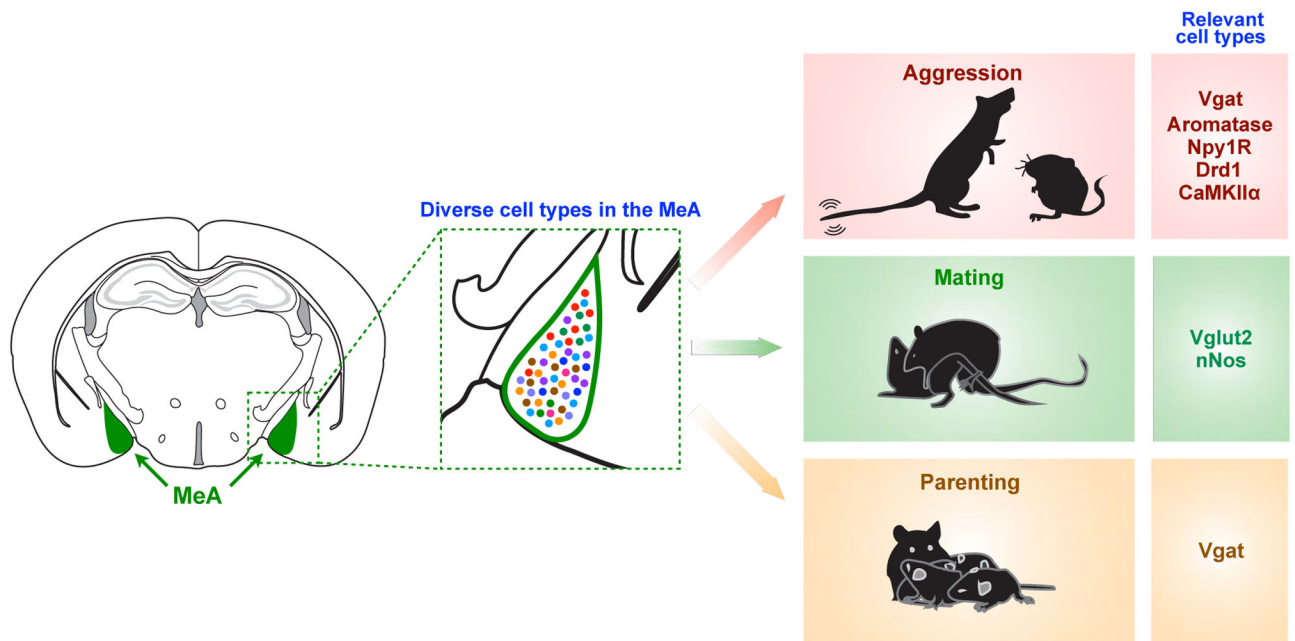 Relevant
cell types
Aggression
Vgat
Aromatase
Npy1R
Drd1
CaMKIIα
Diverse cell types in the MeA
Mating
Vglut2
nNos
MeA
Parenting
Vgat